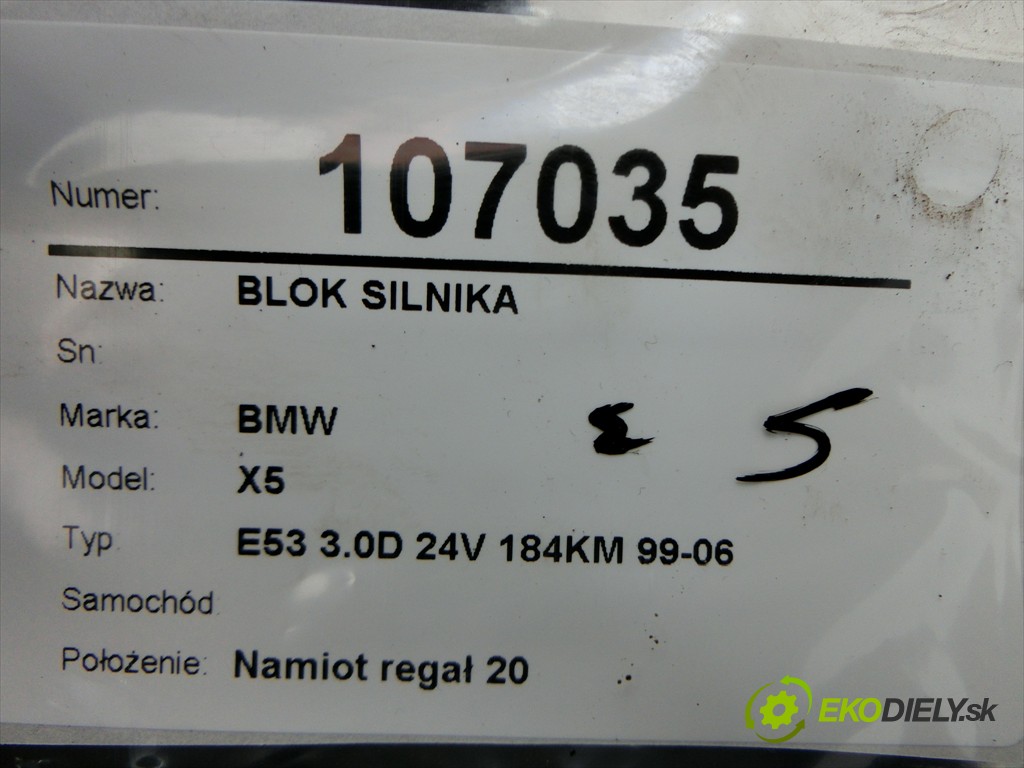 Numer: 107035
Nazwa: BLOK SILNIKA
Sn:
Marka: BMW
Model: X5
5
Typ E53 3.0D 24V 184KM 99-06
Samochód
Położenie: Namiot regał 20
EKODIELY.sk